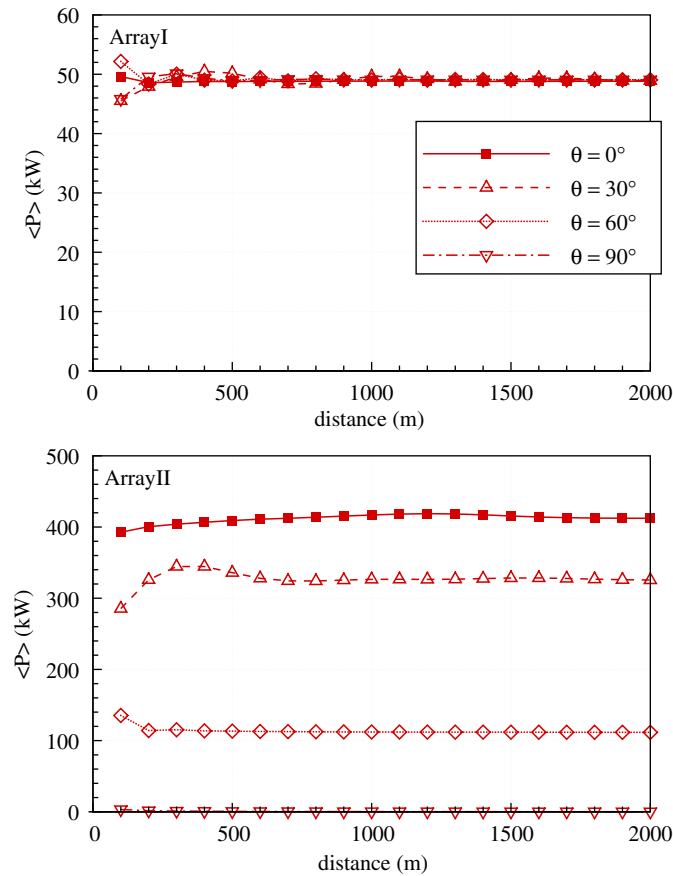 60
ArrayI
50
40
θ = 0°
<P> (kW)
30
θ = 30°
20
θ = 60°
θ = 90°
10
0
0 500 1000 1500 2000
distance (m)
500
ArrayII
400
300
<P> (kW)
200
100
0
0 500 1000 1500 2000
distance (m)